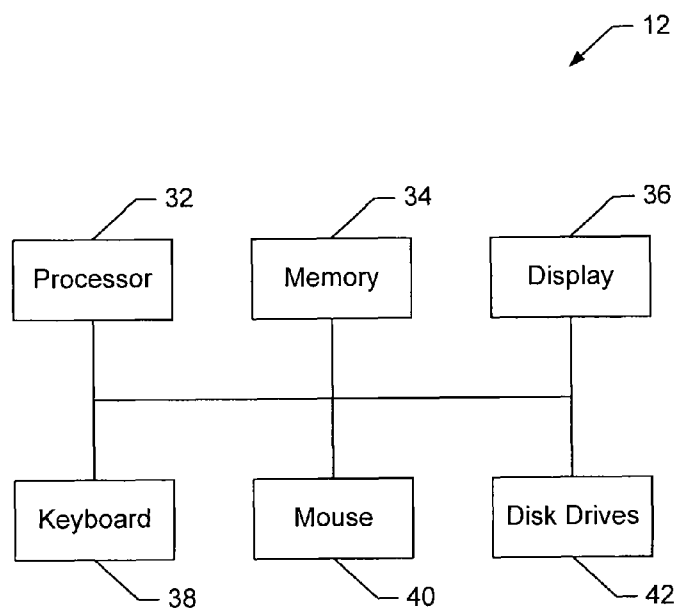 12
32
34
36
Processor
Memory
Display
Keyboard
Mouse
Disk Drives
38
40
42